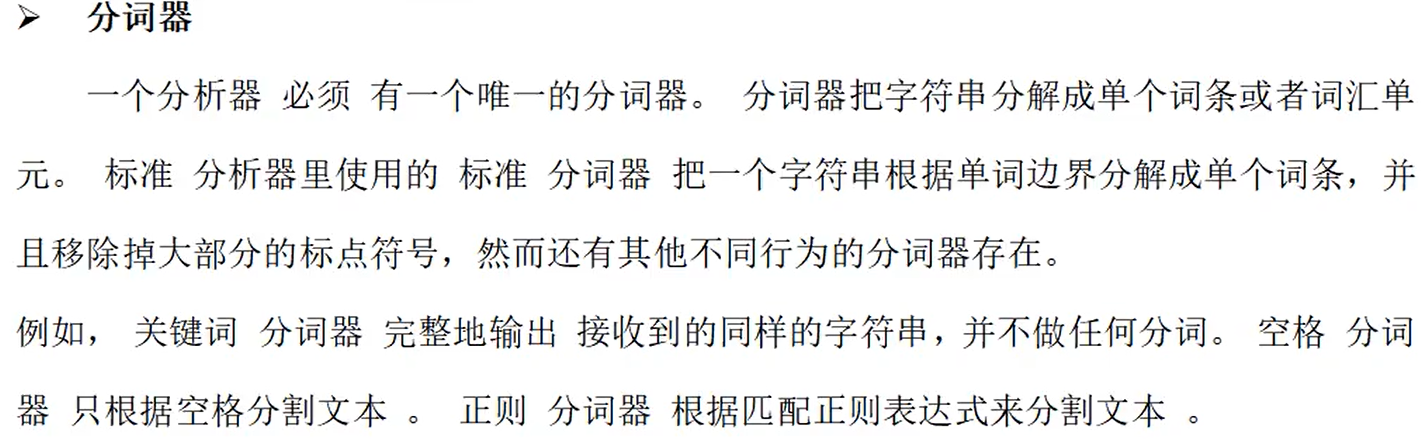 ➢ 分词器
一个分析器 必须 有一个唯一的分词器。 分词器把字符串分解成单个词条或者词汇单
元。 标准 分析器里使用的 标准 分词器 把一个字符串根据单词边界分解成单个词条，并
且移除掉大部分的标点符号，然而还有其他不同行为的分词器存在。
例如， 关键词 分词器 完整地输出 接收到的同样的字符串，并不做任何分词。 空格 分词
器 只根据空格分割文本 。 正则 分词器 根据匹配正则表达式来分割文本 。